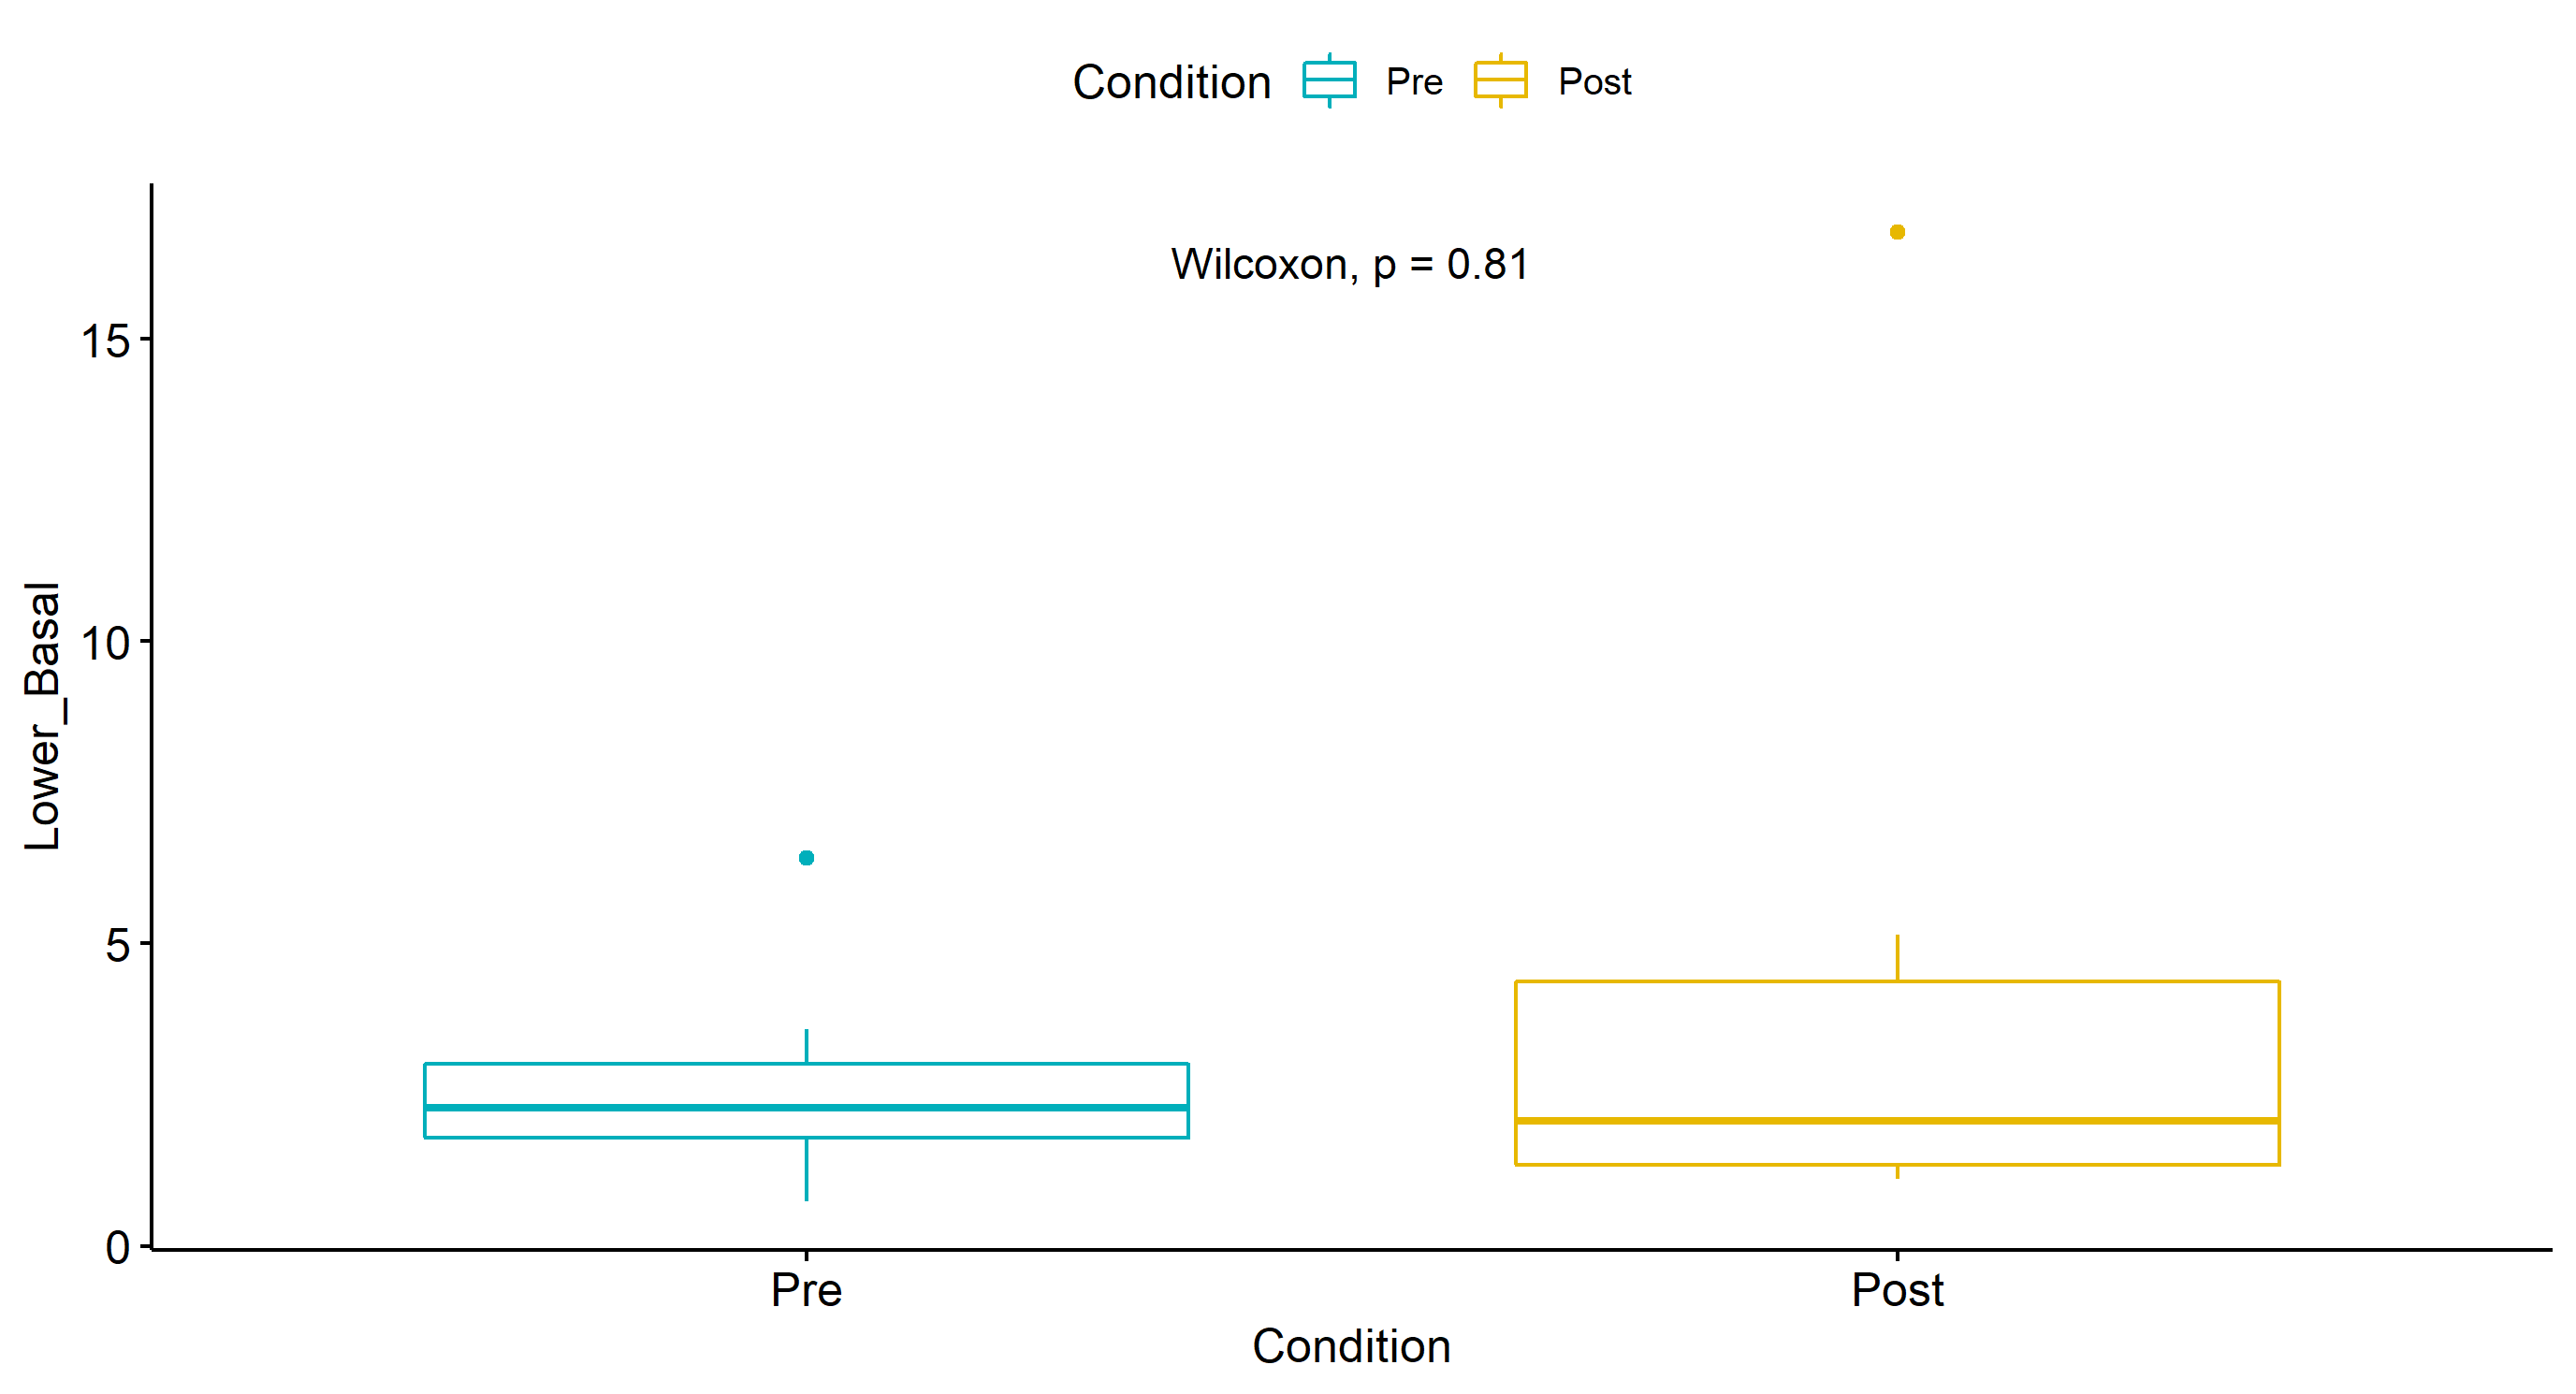 Condition Pre Post
Wilcoxon, p = 0.81
Lower_Basal
15
10
5
0
Pre Post
Condition